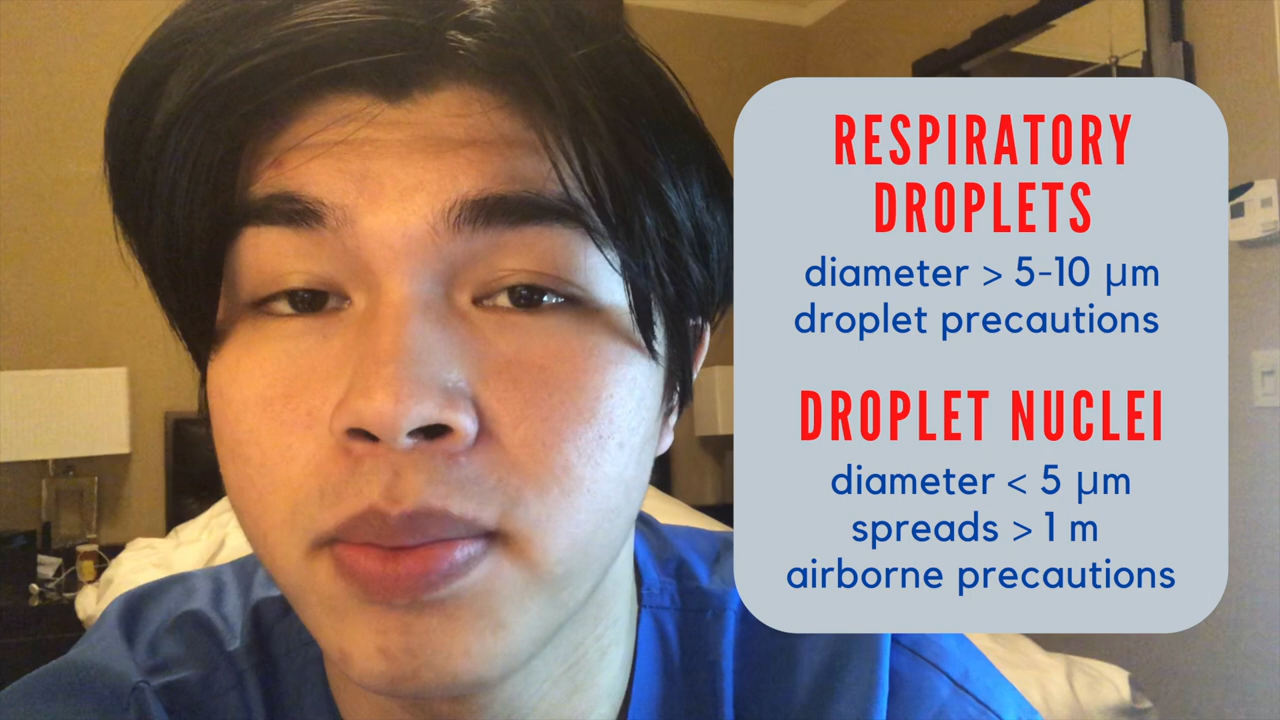 RESPIRATORY
DROPLETS
diameter > 5-10 µm
droplet precautions
DROPLET NUCLEI
diameter < 5 µm
spreads > 1 m
airborne precautions